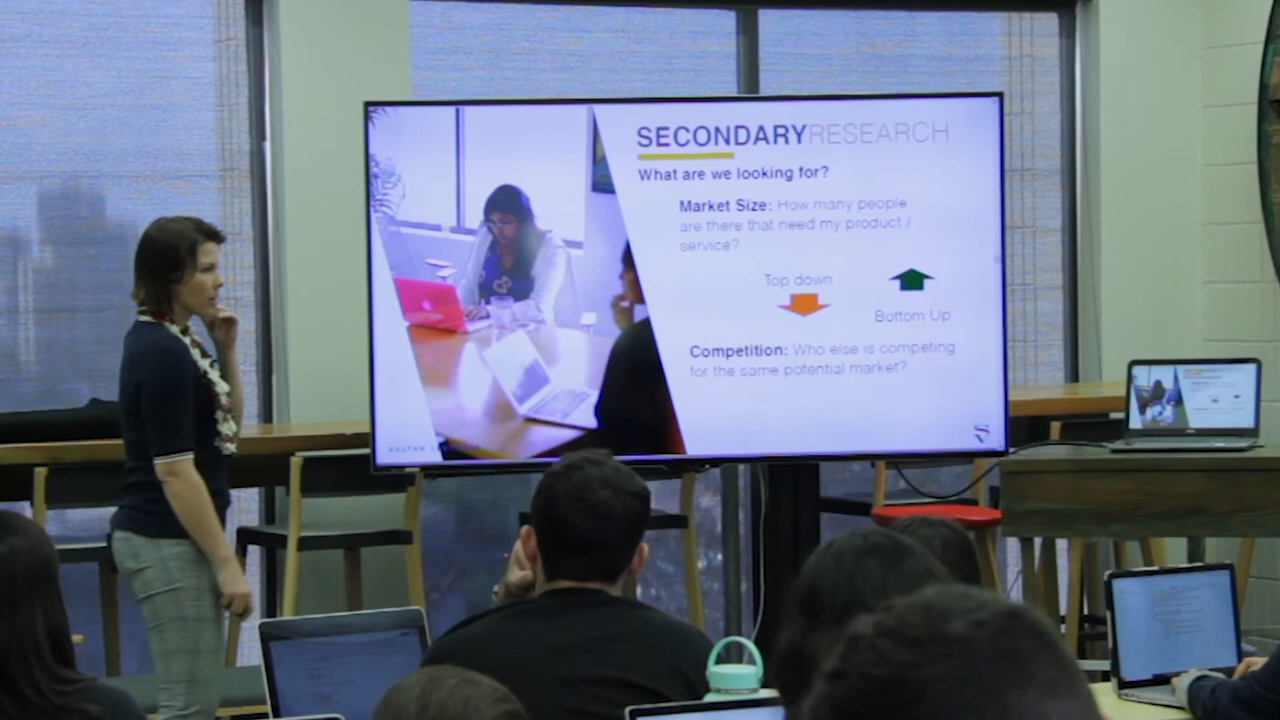 SECONDARYRESEARCH
What are we looking for?
Market Size: How many people
are there that need my product /
service?
Top down
Bottom Up
Competition: Who else is competing
for the same potential market?